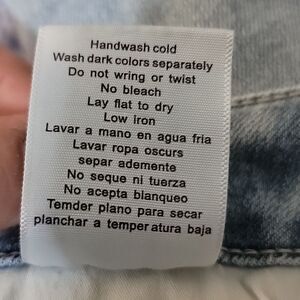 Handwash cold
Wash dark colors separately
Do not wring or twist
No bleach
Lay flat to dry
Low iron
Lavar a mano en agua fria
Lavar ropa oscurs
separ ademente
No seque ni tuerza
No acepta blanqueo
Temder plano para secar
planchar a temperatura baja